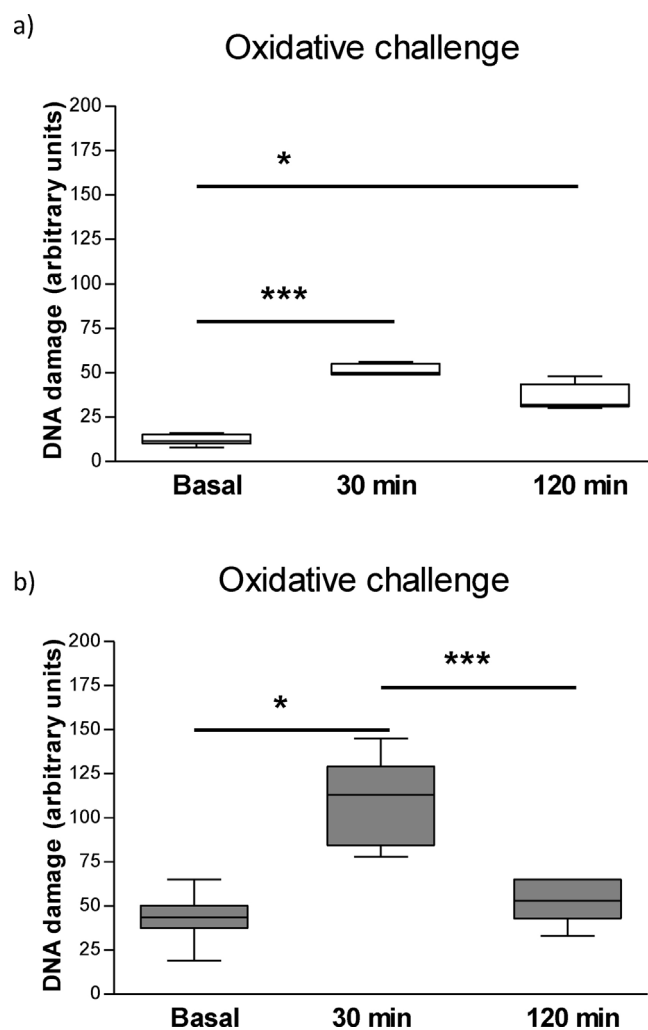 a)
Oxidative challenge
DNA damage (arbitrary units)
200
175
150
125
100
75
50
25
0
*
***
Basal 30 min 120 min
b)
Oxidative challenge
DNA damage (arbitrary units)
200
175
150
125
100
75
50
25
0
***
*
Basal 30 min 120 min